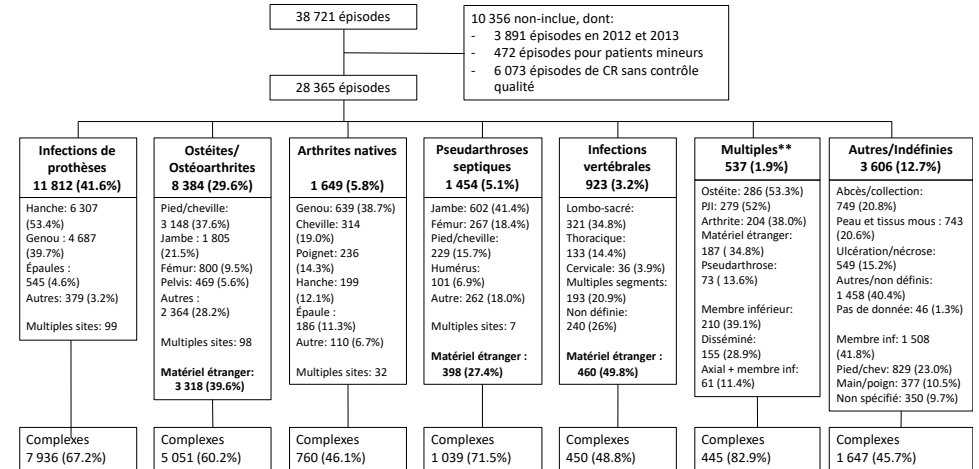 38 721 épisodes
10 356 non-inclue, dont:
- 3 891 épisodes en 2012 et 2013
- 472 épisodes pour patients mineurs
- 6 073 épisodes de CR sans contrôle
qualité
28 365 épisodes
Infections de
prothèses
11 812 (41.6%)
Hanche: 6 307
(53.4%)
Genou : 4 687
(39.7%)
Épaules :
545 (4.6%)
Autres: 379 (3.2%)
Multiples sites: 99
Complexes
7 936 (67.2%)
Ostéites/
Ostéoarthrites
8 384 (29.6%)
Pied/cheville:
3 148 (37.6%)
Jambe : 1 805
(21.5%)
Fémur: 800 (9.5%)
Pelvis: 469 (5.6%)
Autres :
2 364 (28.2%)
Multiples sites: 98
Matériel étranger:
3 318 (39.6%)
Complexes
5 051 (60.2%)
Arthrites natives
1 649 (5.8%)
Genou: 639 (38.7%)
Cheville: 314
(19.0%)
Poignet: 236
(14.3%)
Hanche: 199
(12.1%)
Épaule :
186 (11.3%)
Autre: 110 (6.7%)
Multiples sites: 32
Complexes
760 (46.1%)
Pseudarthroses
septiques
1 454 (5.1%)
Jambe: 602 (41.4%)
Fémur: 267 (18.4%)
Pied/cheville:
229 (15.7%)
Humérus:
101 (6.9%)
Autre: 262 (18.0%)
Multiples sites: 7
Matériel étranger :
398 (27.4%)
Complexes
1 039 (71.5%)
Infections
vertébrales
923 (3.2%)
Lombo-sacré:
321 (34.8%)
Thoracique:
133 (14.4%)
Cervicale: 36 (3.9%)
Multiples segments:
193 (20.9%)
Non définie:
240 (26%)
Matériel étranger :
460 (49.8%)
Complexes
450 (48.8%)
Multiples**
537 (1.9%)
Ostéite: 286 (53.3%)
PJI: 279 (52%)
Arthrite: 204 (38.0%)
Matériel étranger:
187 ( 34.8%)
Pseudarthrose:
73 ( 13.6%)
Membre inférieur:
210 (39.1%)
Disséminé:
155 (28.9%)
Axial + membre inf:
61 (11.4%)
Complexes
445 (82.9%)
Autres/Indéfinies
3 606 (12.7%)
Abcès/collection:
749 (20.8%)
Peau et tissus mous : 743
(20.6%)
Ulcération/nécrose:
549 (15.2%)
Autres/non définis:
1 458 (40.4%)
Pas de donnée: 46 (1.3%)
Membre inf: 1 508
(41.8%)
Pied/chev: 829 (23.0%)
Main/poign: 377 (10.5%)
Non spécifié: 350 (9.7%)
Complexes
1 647 (45.7%)